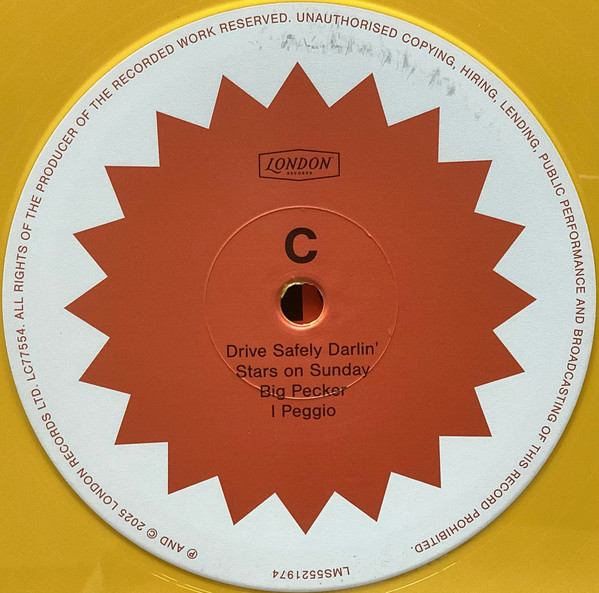 ℗ AND © 2025 LONDON RECORDS LTD. LC77554. ALL RIGHTS OF THE PRODUCER OF THE RECORDED WORK RESERVED. UNAUTHORISED COPYING, HIRING, LENDING, PUBLIC PERFORMANCE AND BROADCASTING OF THIS RECORD PROHIBITED.
LONDON
RECORDS
C
Drive Safely Darlin'
Stars on Sunday
Big Pecker
I Peggio
LMS5521974